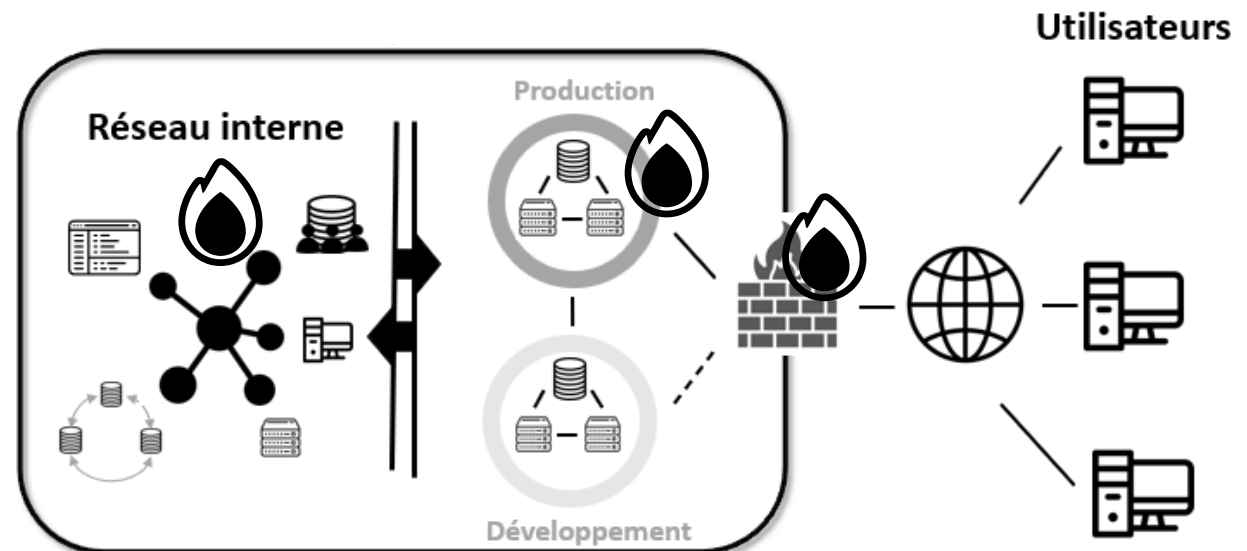 Utilisateurs
Production
Réseau interne
Développement